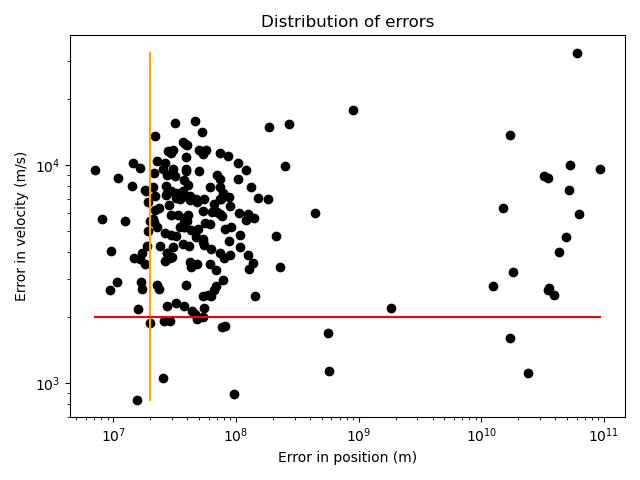 Distribution of errors
Error in velocity (m/s)
10⁴
10³
10⁷ 10⁸ 10⁹ 10¹⁰ 10¹¹
Error in position (m)